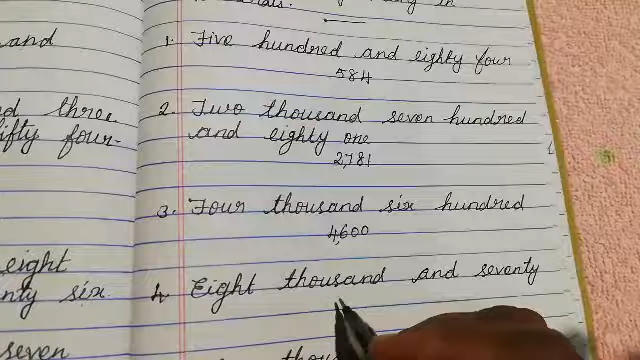 and
three
fifty four.
eight
six.
seven
in
1. Five hundred and eighty four
584
2. Two thousand seven hundred
and eighty one
2,781
3. Four thousand six hundred
4,600
4. Eight thousand and seventy